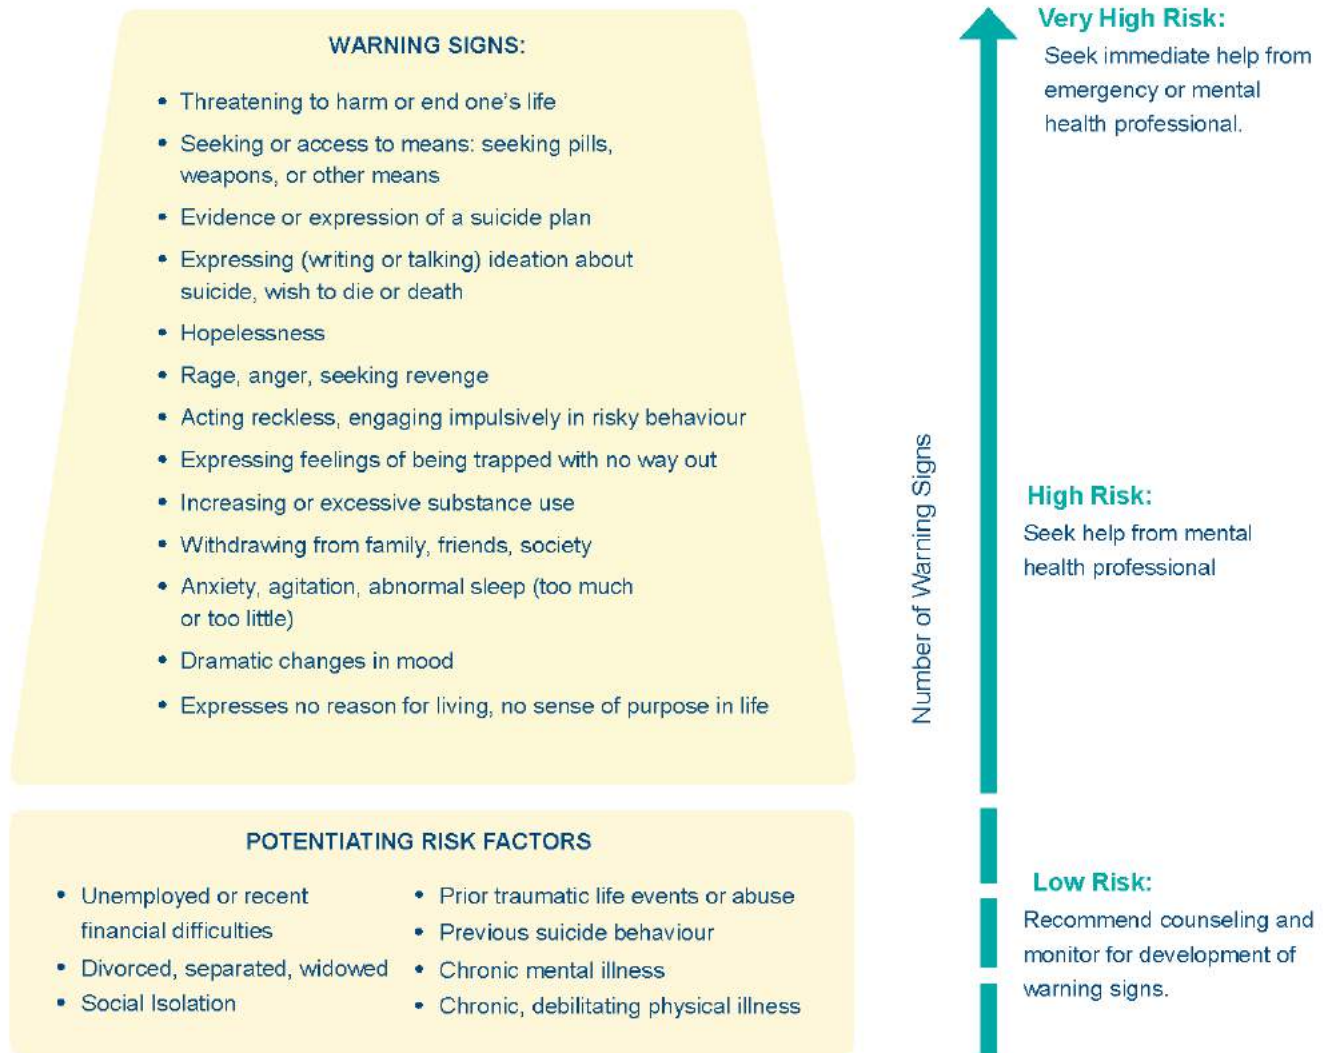 WARNING SIGNS:
• Threatening to harm or end one's life
• Seeking or access to means: seeking pills,
weapons, or other means
• Evidence or expression of a suicide plan
• Expressing (writing or talking) ideation about
suicide, wish to die or death
• Hopelessness
• Rage, anger, seeking revenge
• Acting reckless, engaging impulsively in risky behaviour
• Expressing feelings of being trapped with no way out
• Increasing or excessive substance use
• Withdrawing from family, friends, society
• Anxiety, agitation, abnormal sleep (too much
or too little)
• Dramatic changes in mood
• Expresses no reason for living, no sense of purpose in life
POTENTIATING RISK FACTORS
• Unemployed or recent
financial difficulties
• Divorced, separated, widowed
• Social Isolation
• Prior traumatic life events or abuse
• Previous suicide behaviour
• Chronic mental illness
• Chronic, debilitating physical illness
Number of Warning Signs
Very High Risk:
Seek immediate help from
emergency or mental
health professional.
High Risk:
Seek help from mental
health professional
Low Risk:
Recommend counseling and
monitor for development of
warning signs.